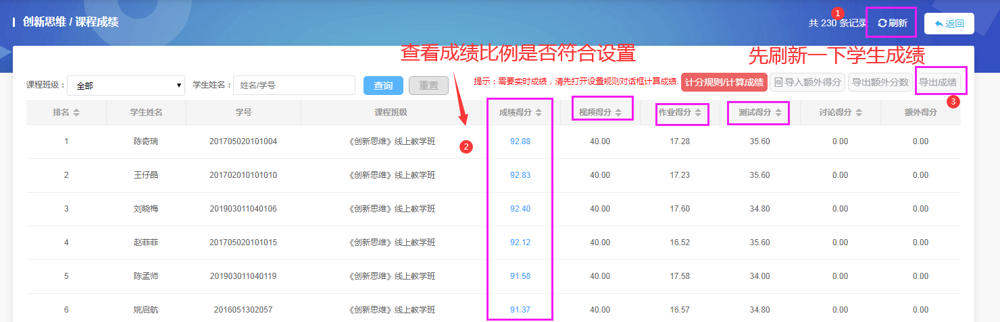 创新思维 / 课程成绩
共 230 条记录
1
刷新
返回
查看成绩比例是否符合设置
先刷新一下学生成绩
课程班级：
全部
学生姓名：
姓名/学号
查询
重置
提示：需要实时成绩，请先打开设置规则对话框计算成绩.
计分规则/计算成绩
导入额外得分
导出额外分数
导出成绩
3
排名 学生姓名 学号 课程班级 成绩得分 视频得分 作业得分 测试得分 讨论得分 额外得分
1 陈奇瑞 201705020101004 《创新思维》线上教学班 92.88 40.00 17.28 35.60 0.00 0.00
2
2 王仔晶 201702010101010 《创新思维》线上教学班 92.83 40.00 17.23 35.60 0.00 0.00
3 刘晓梅 201903011040106 《创新思维》线上教学班 92.40 40.00 17.60 34.80 0.00 0.00
4 赵菲菲 201705020101015 《创新思维》线上教学班 92.12 40.00 16.52 35.60 0.00 0.00
5 陈孟师 201903011040119 《创新思维》线上教学班 91.58 40.00 17.58 34.00 0.00 0.00
6 姚启航 2016051302057 《创新思维》线上教学班 91.37 40.00 16.57 34.80 0.00 0.00